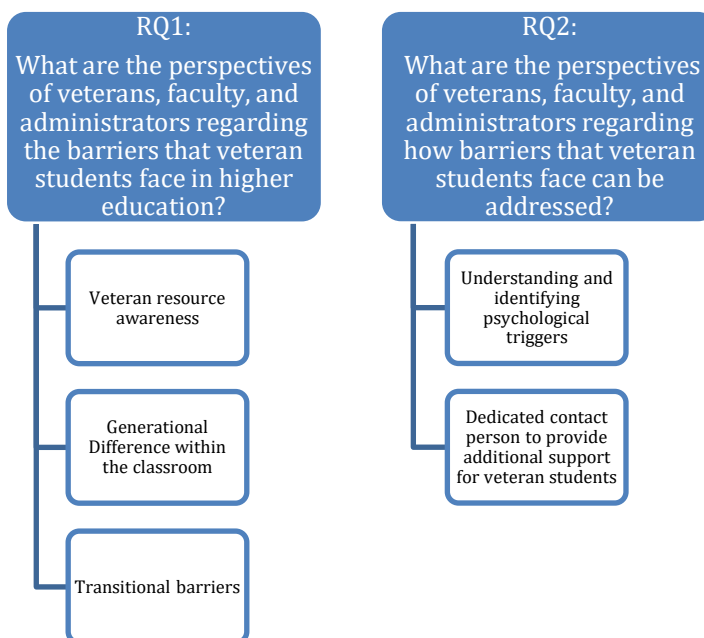 RQ1:
What are the perspectives
of veterans, faculty, and
administrators regarding
the barriers that veteran
students face in higher
education?
Veteran resource
awareness
Generational
Difference within
the classroom
Transitional barriers
RQ2:
What are the perspectives
of veterans, faculty, and
administrators regarding
how barriers that veteran
students face can be
addressed?
Understanding and
identifying
psychological
triggers
Dedicated contact
person to provide
additional support
for veteran students